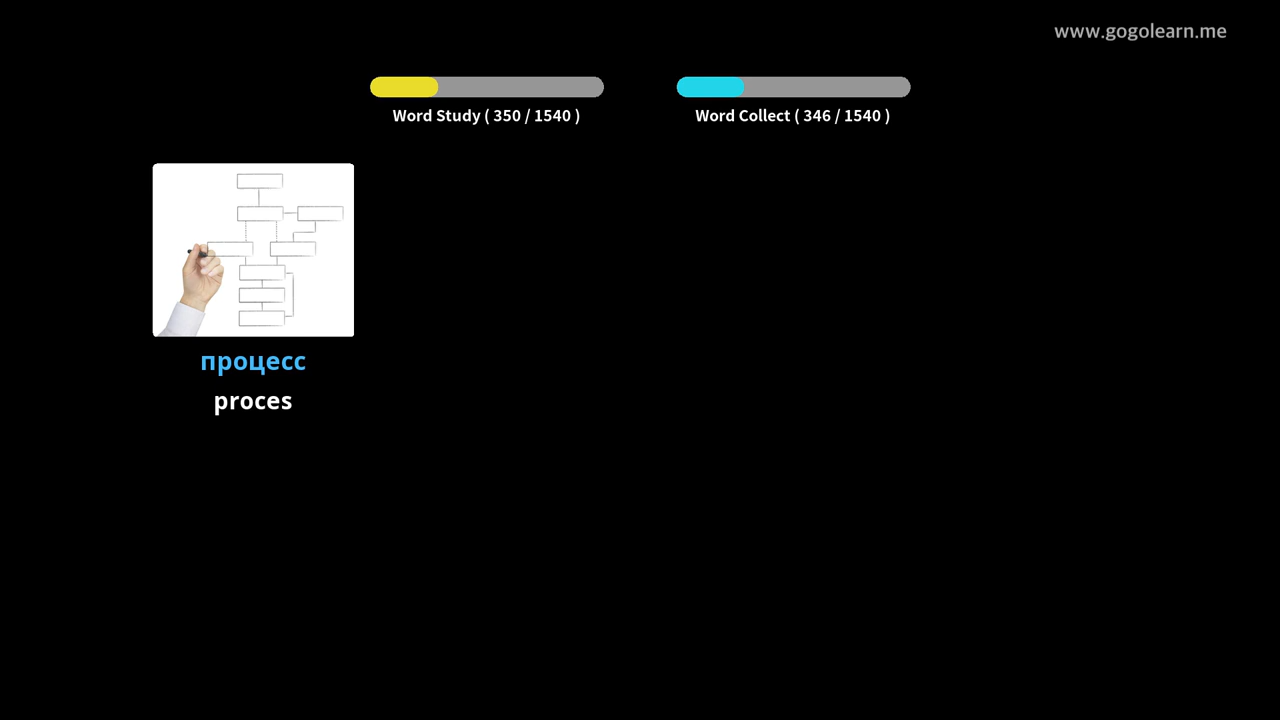 www.gogolearn.me
Word Study ( 350 / 1540 )
Word Collect ( 346 / 1540 )
процесс
proces